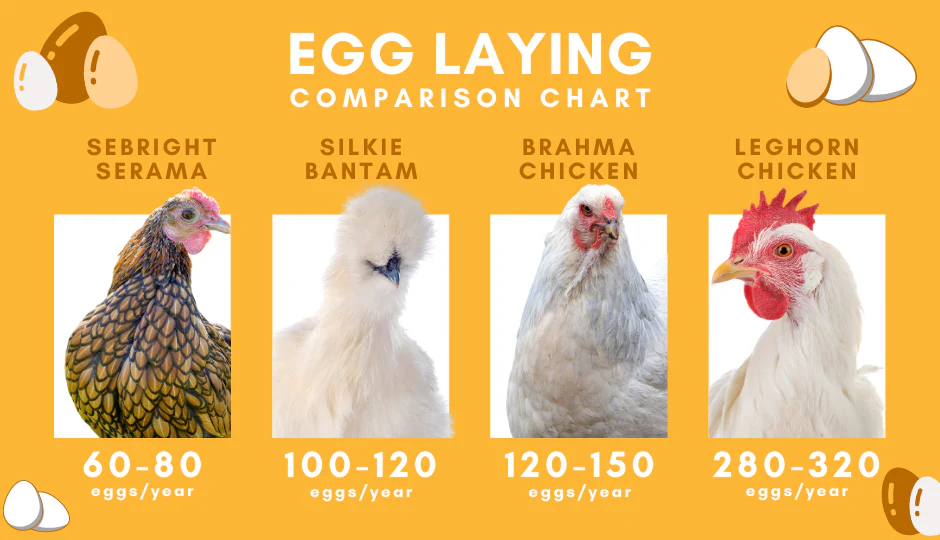 EGG LAYING
COMPARISON CHART
SEBRIGHT
SERAMA
SILKIE
BANTAM
BRAHMA
CHICKEN
LEGHORN
CHICKEN
60-80
eggs/year
100-120
eggs/year
120-150
eggs/year
280-320
eggs/year